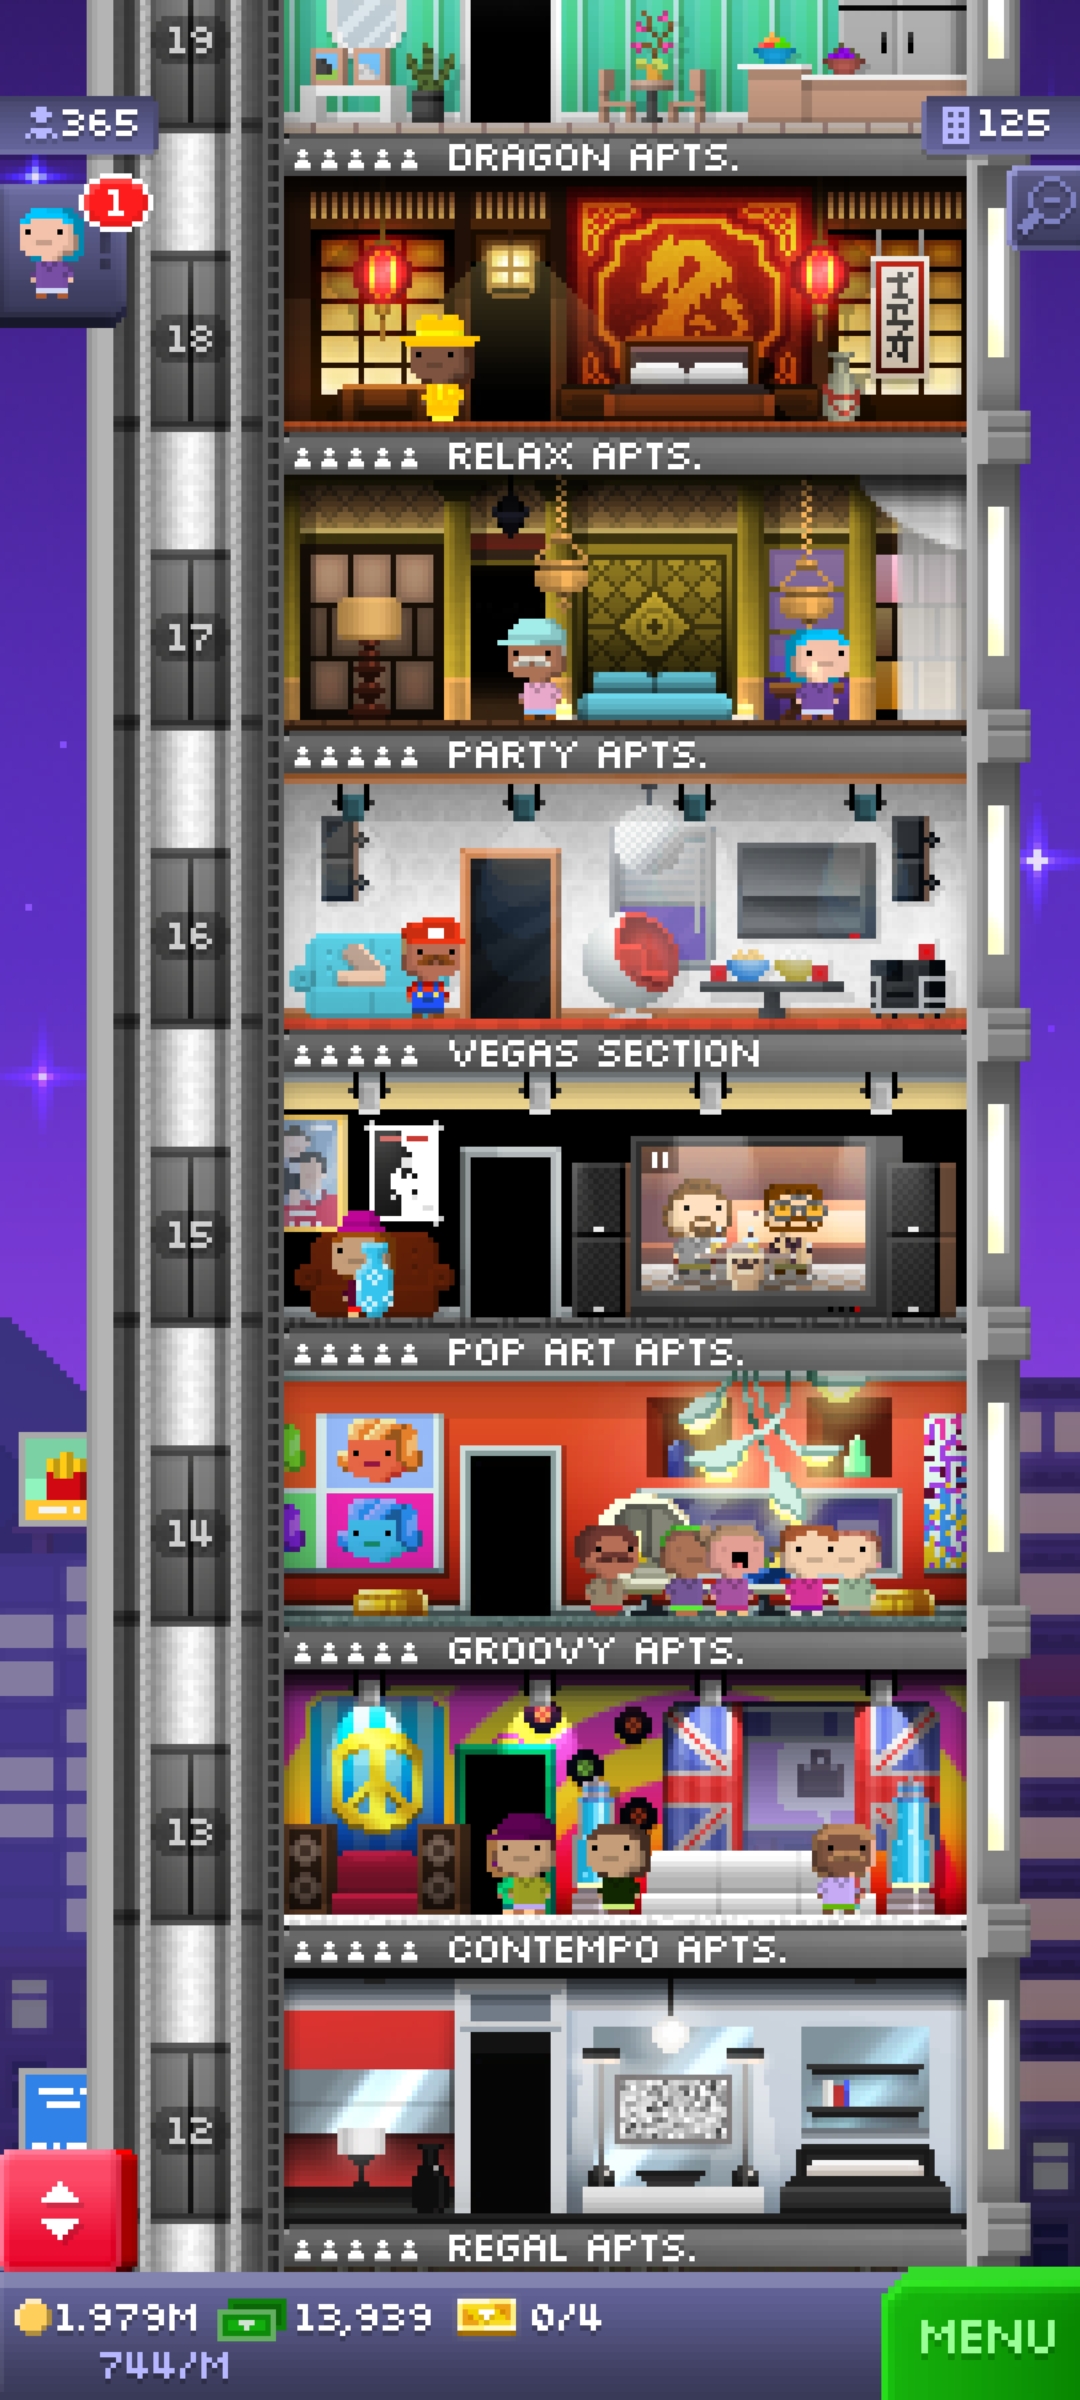 19
365
125
DRAGON APTS.
1
18
RELAX APTS.
17
PARTY APTS.
16
VEGAS SECTION
15
POP ART APTS.
14
GROOVY APTS.
13
CONTEMPO APTS.
12
REGAL APTS.
1.979M 13,939 0/4
744/M
MENU